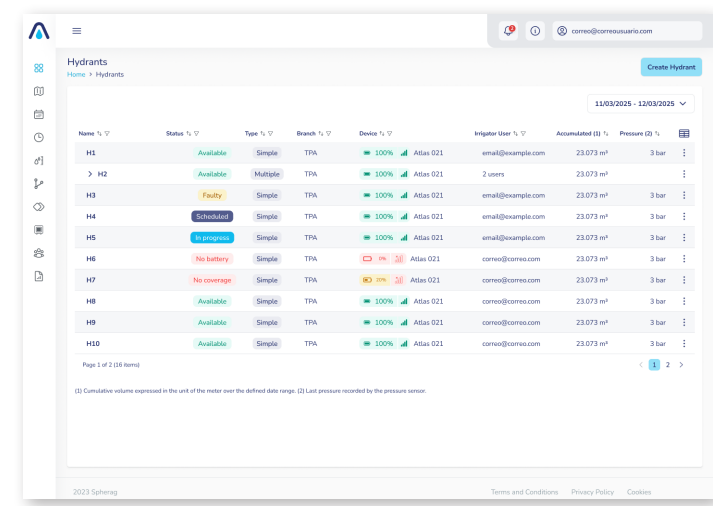 2
correo@correousuario.com
Hydrants
Home > Hydrants
Create Hydrant
11/03/2025 - 12/03/2025
Name Status Type Branch Device Irrigator User Accumulated (1) Pressure (2)
H1 Available Simple TPA 100% Atlas 021 email@example.com 23.073 m³ 3 bar
H2 Available Multiple TPA 100% Atlas 021 2 users 23.073 m³
H3 Faulty Simple TPA 100% Atlas 021 email@example.com 23.073 m³ 3 bar
H4 Scheduled Simple TPA 100% Atlas 021 email@example.com 23.073 m³ 3 bar
H5 In progress Simple TPA 100% Atlas 021 email@example.com 23.073 m³ 3 bar
H6 No battery Simple TPA 0% Atlas 021 correo@correo.com 23.073 m³ 3 bar
H7 No coverage Simple TPA Atlas 021 correo@correo.com 23.073 m³ 3 bar
H8 Available Simple TPA 100% Atlas 021 correo@correo.com 23.073 m³ 3 bar
H9 Available Simple TPA 100% Atlas 021 correo@correo.com 23.073 m³ 3 bar
H10 Available Simple TPA 100% Atlas 021 correo@correo.com 23.073 m³ 3 bar
Page 1 of 2 (16 items) < 1 2 >
(1) Cumulative volume expressed in the unit of the meter over the defined date range. (2) Last pressure recorded by the pressure sensor.
2023 Spherag Terms and Conditions Privacy Policy Cookies